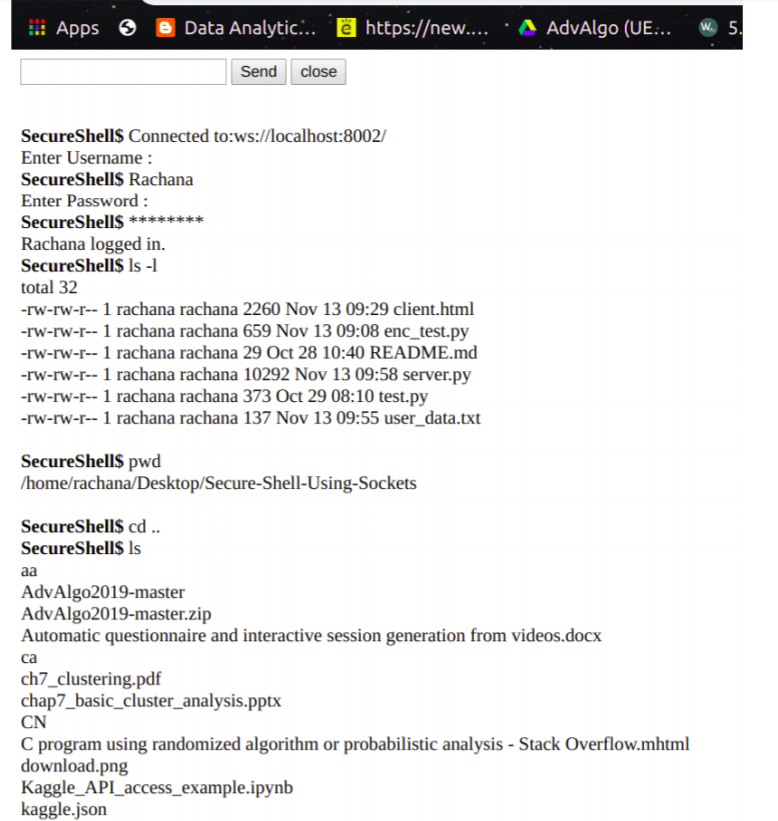 Apps Data Analytic... https://new.... AdvAlgo (UE... W. 5.
Send close
SecureShell$ Connected to:ws://localhost:8002/
Enter Username :
SecureShell$ Rachana
Enter Password :
SecureShell$ ********
Rachana logged in.
SecureShell$ ls -l
total 32
-rw-rw-r-- 1 rachana rachana 2260 Nov 13 09:29 client.html
-rw-rw-r-- 1 rachana rachana 659 Nov 13 09:08 enc_test.py
-rw-rw-r-- 1 rachana rachana 29 Oct 28 10:40 README.md
-rw-rw-r-- 1 rachana rachana 10292 Nov 13 09:58 server.py
-rw-rw-r-- 1 rachana rachana 373 Oct 29 08:10 test.py
-rw-rw-r-- 1 rachana rachana 137 Nov 13 09:55 user_data.txt
SecureShell$ pwd
/home/rachana/Desktop/Secure-Shell-Using-Sockets
SecureShell$ cd ..
SecureShell$ ls
aa
AdvAlgo2019-master
AdvAlgo2019-master.zip
Automatic questionnaire and interactive session generation from videos.docx
ca
ch7_clustering.pdf
chap7_basic_cluster_analysis.pptx
CN
C program using randomized algorithm or probabilistic analysis - Stack Overflow.mhtml
download.png
Kaggle_API_access_example.ipynb
kaggle.json